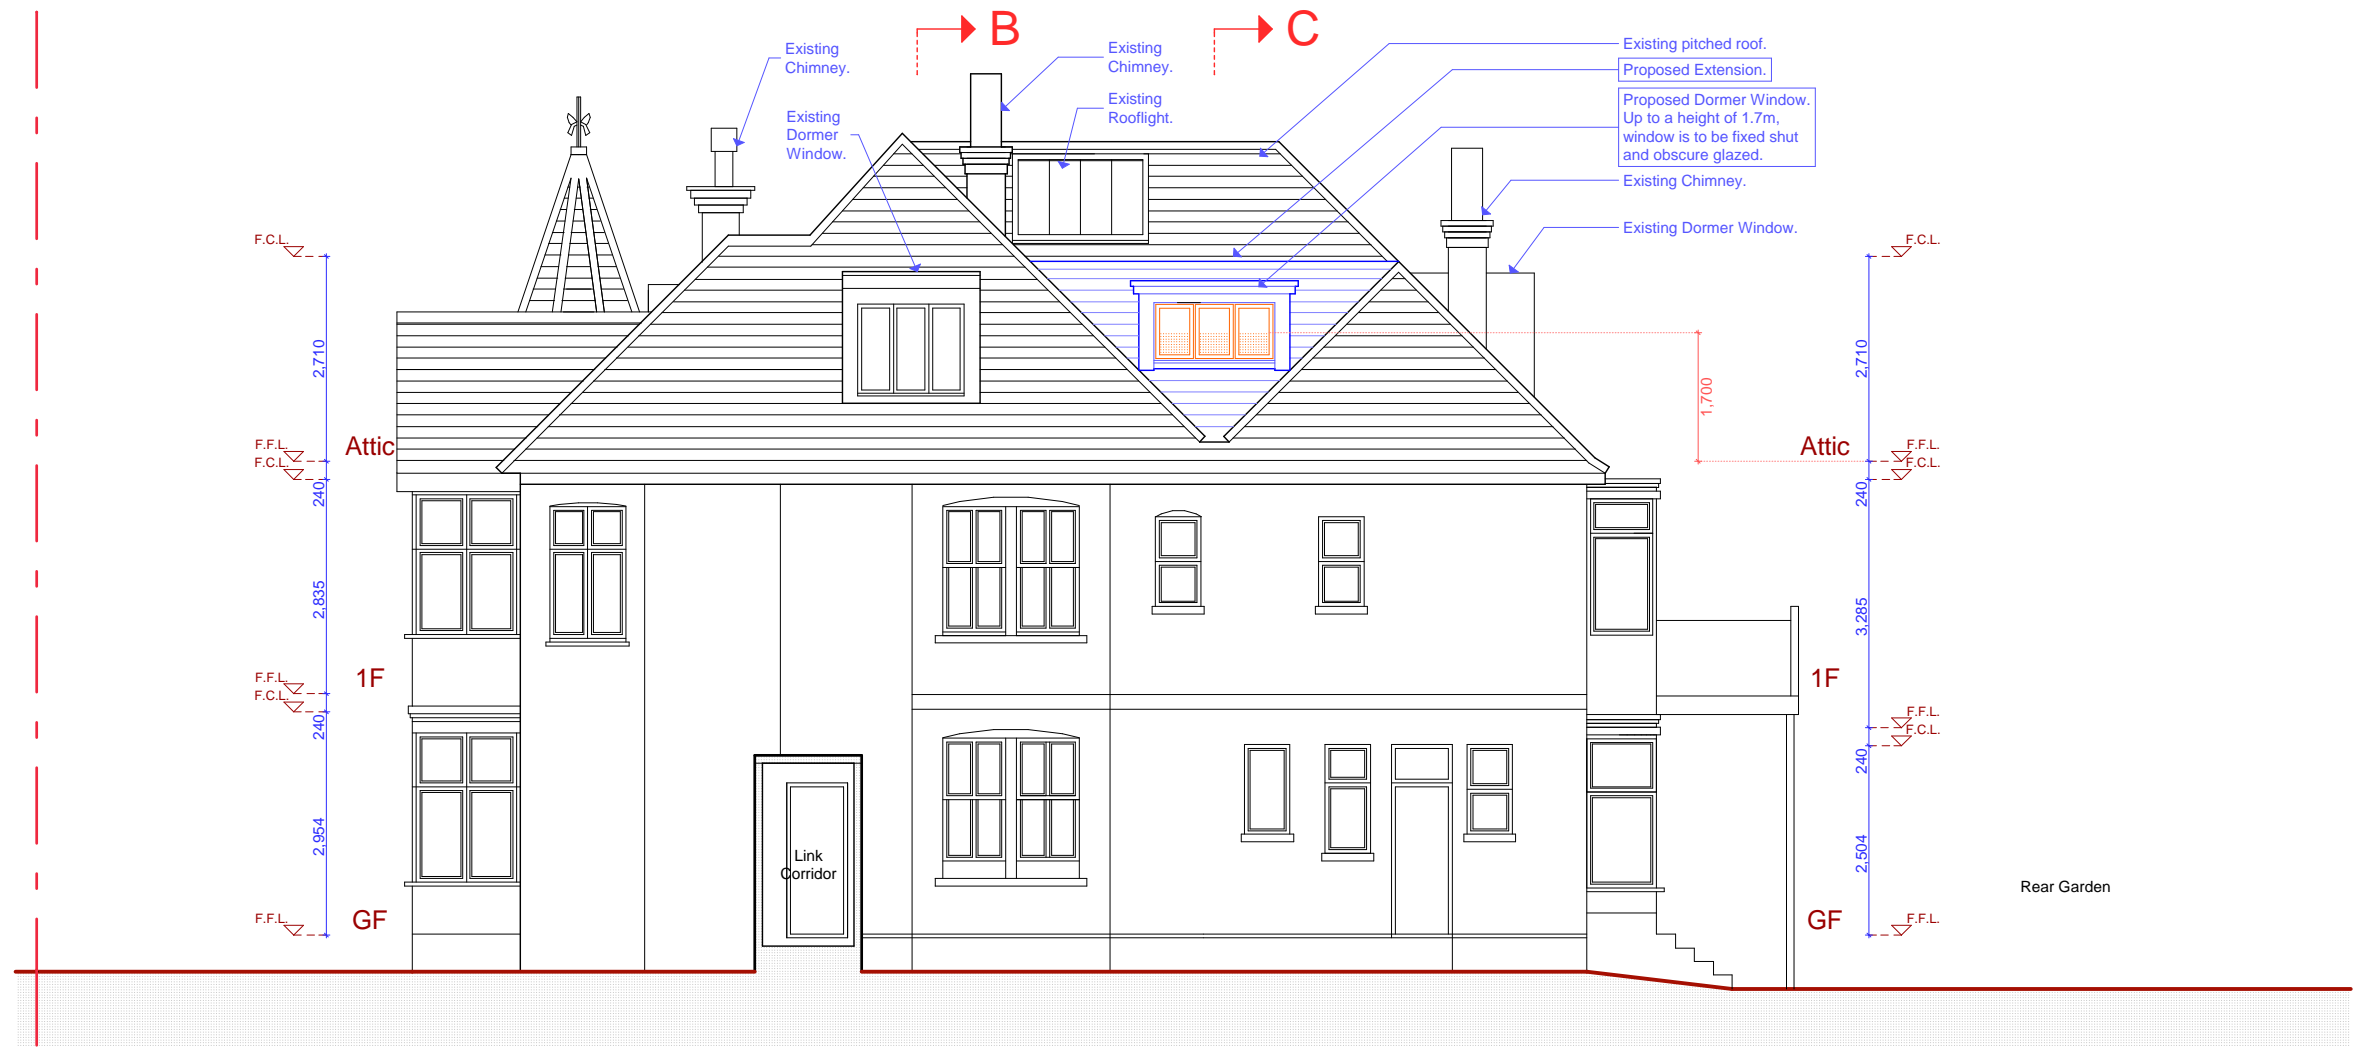 B
C
Existing
Chimney.
Existing
Chimney.
Existing pitched roof.
Proposed Extension.
Existing
Rooflight.
Proposed Dormer Window.
Up to a height of 1.7m,
window is to be fixed shut
and obscure glazed.
Existing
Dormer
Window.
Existing Chimney.
Existing Dormer Window.
F.C.L.
F.C.L.
2,710
2,710
1,700
F.F.L.
Attic
Attic
F.F.L.
F.C.L.
F.C.L.
240
240
2,835
3,285
F.F.L.
1F
1F
F.C.L.
F.F.L.
240
F.C.L.
240
2,954
2,504
Link
Corridor
Rear Garden
F.F.L.
GF
GF
F.F.L.